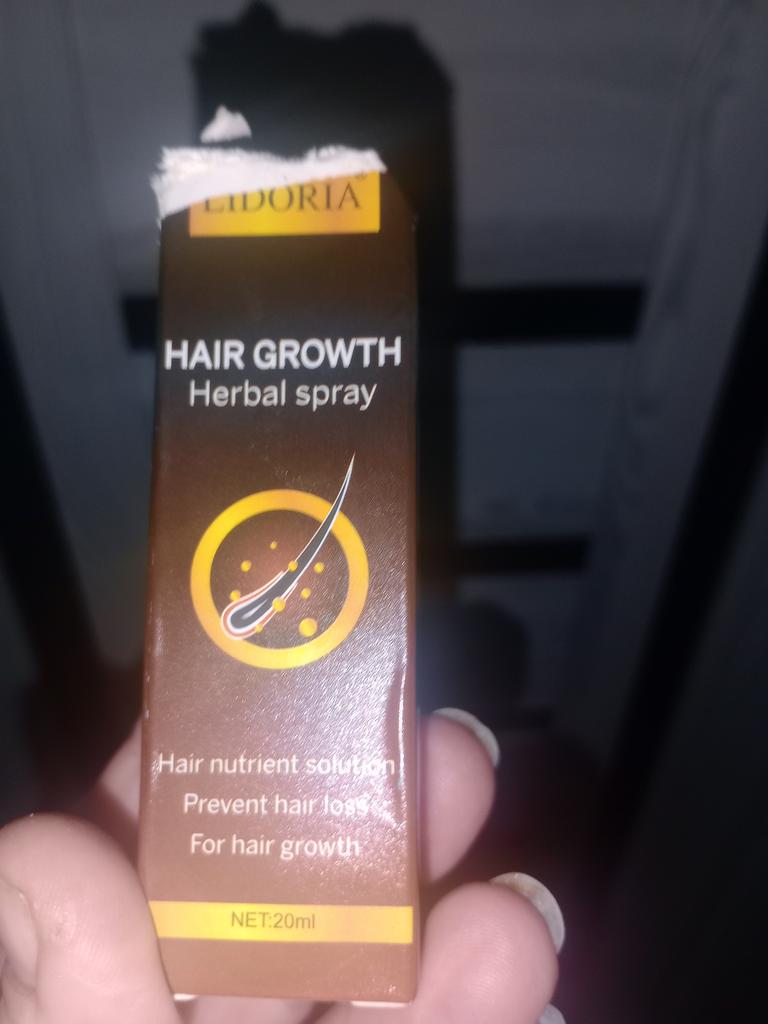 LIDORIA®
HAIR GROWTH
Herbal spray
Hair nutrient solution
Prevent hair loss
For hair growth
NET:20ml